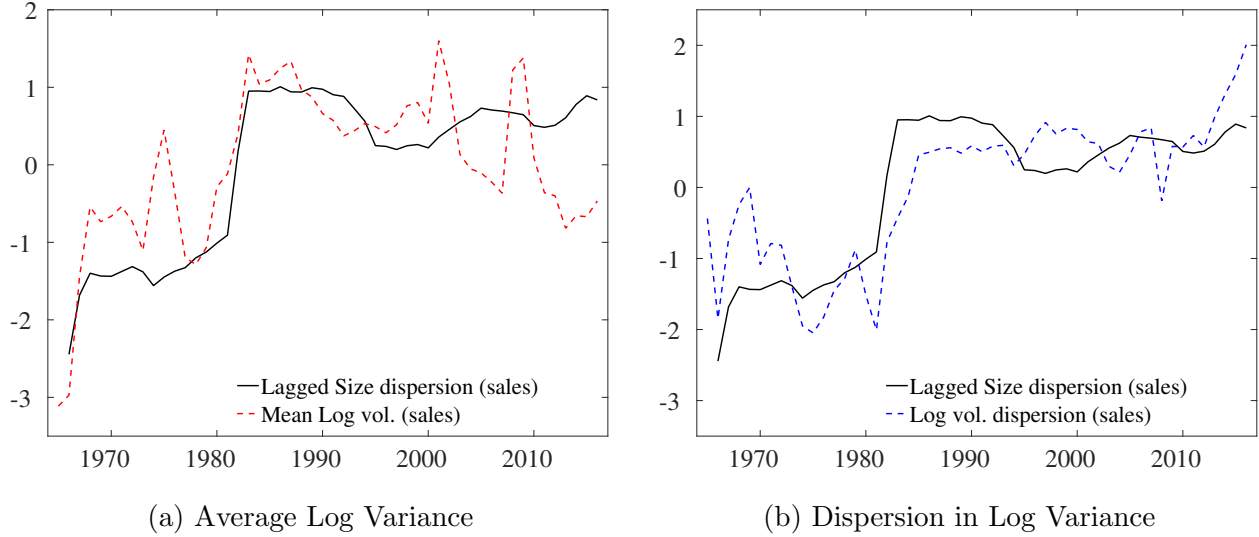 2
1
0
-1
-2
-3
Lagged Size dispersion (sales)
Mean Log vol. (sales)
1970 1980 1990 2000 2010
(a) Average Log Variance
2
1
0
-1
-2
-3
Lagged Size dispersion (sales)
Log vol. dispersion (sales)
1970 1980 1990 2000 2010
(b) Dispersion in Log Variance